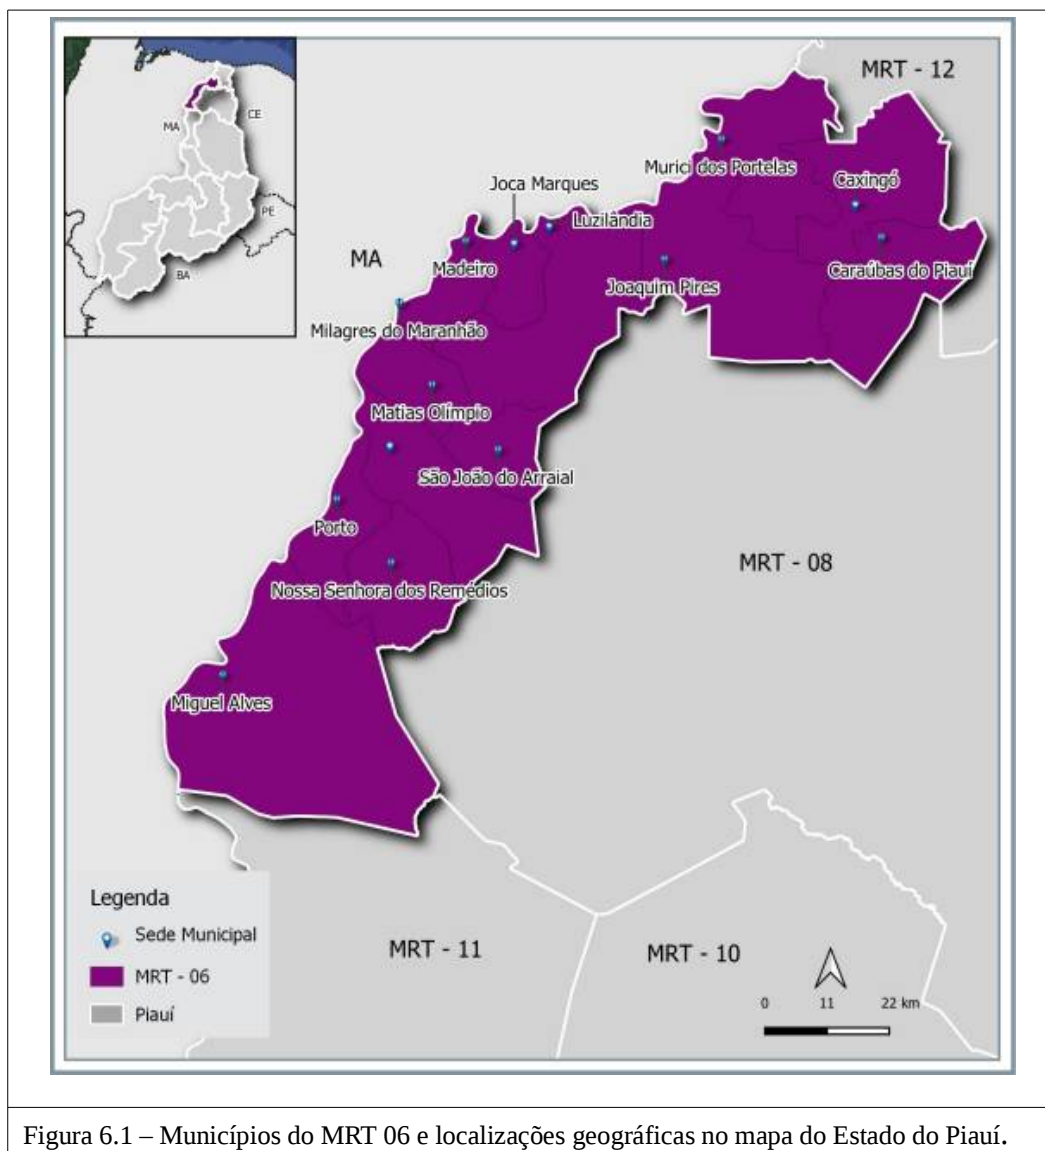 MRT - 12
MA
CE
PE
BA
Murici dos Portelas
Caxingó
Joca Marques
Luzilândia
MA
Madeiro
Joaquim Pires
Caraúbas do Piauí
Milagres do Maranhão
Matias Olímpio
São João do Arraial
Porto
MRT - 08
Nossa Senhora dos Remédios
Miguel Alves
Legenda
Sede Municipal
MRT - 06
Piauí
MRT - 11
MRT - 10
0 11 22 km
Figura 6.1 – Municípios do MRT 06 e localizações geográficas no mapa do Estado do Piauí.